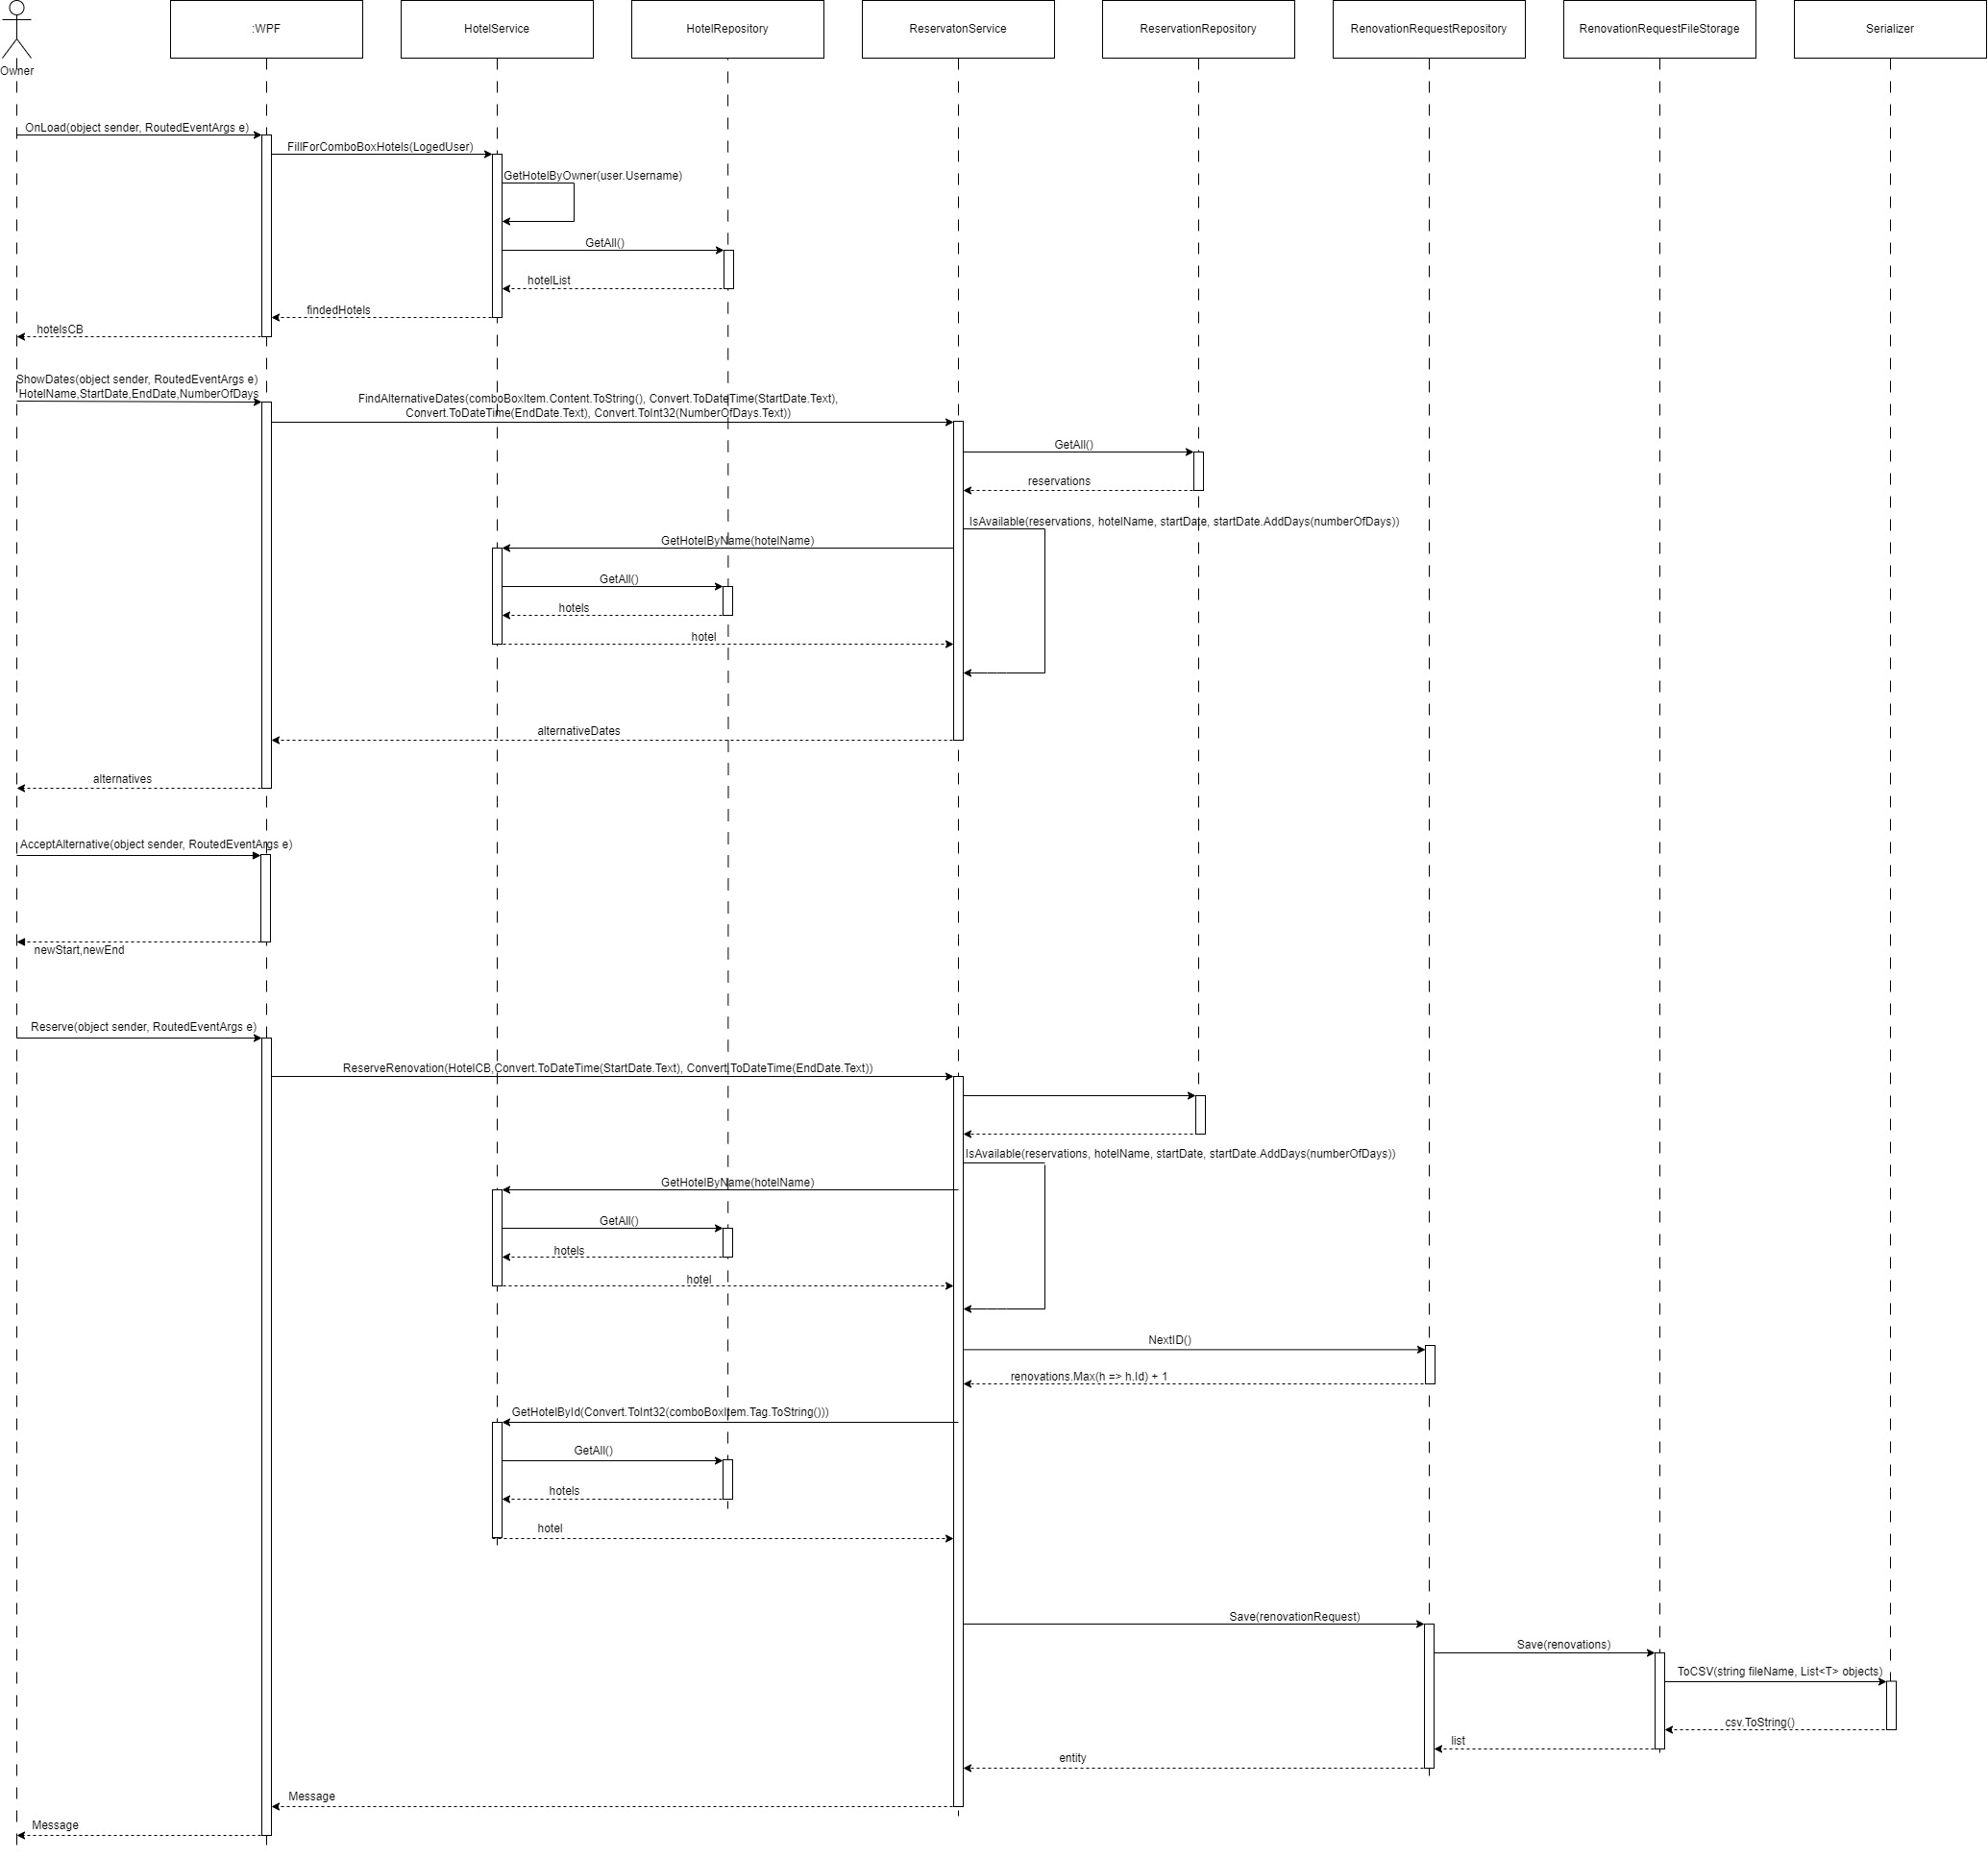 Owner
:WPF
HotelService
HotelRepository
ReservatonService
ReservationRepository
RenovationRequestRepository
RenovationRequestFileStorage
Serializer
OnLoad(object sender, RoutedEventArgs e)
FillForComboBoxHotels(LogedUser)
GetHotelByOwner(user.Username)
GetAll()
hotelList
findedHotels
hotelsCB
ShowDates(object sender, RoutedEventArgs e)
HotelName,StartDate,EndDate,NumberOfDays
FindAlternativeDates(comboBoxItem.Content.ToString(), Convert.ToDateTime(StartDate.Text),
Convert.ToDateTime(EndDate.Text), Convert.ToInt32(NumberOfDays.Text))
GetAll()
reservations
IsAvailable(reservations, hotelName, startDate, startDate.AddDays(numberOfDays))
GetHotelByName(hotelName)
GetAll()
hotels
hotel
alternativeDates
alternatives
AcceptAlternative(object sender, RoutedEventArgs e)
newStart,newEnd
Reserve(object sender, RoutedEventArgs e)
ReserveRenovation(HotelCB,Convert.ToDateTime(StartDate.Text), Convert.ToDateTime(EndDate.Text))
IsAvailable(reservations, hotelName, startDate, startDate.AddDays(numberOfDays))
GetHotelByName(hotelName)
GetAll()
hotels
hotel
NextID()
renovations.Max(h => h.Id) + 1
GetHotelById(Convert.ToInt32(comboBoxItem.Tag.ToString()))
GetAll()
hotels
hotel
Save(renovationRequest)
Save(renovations)
ToCSV(string fileName, List<T> objects)
csv.ToString()
list
entity
Message
Message